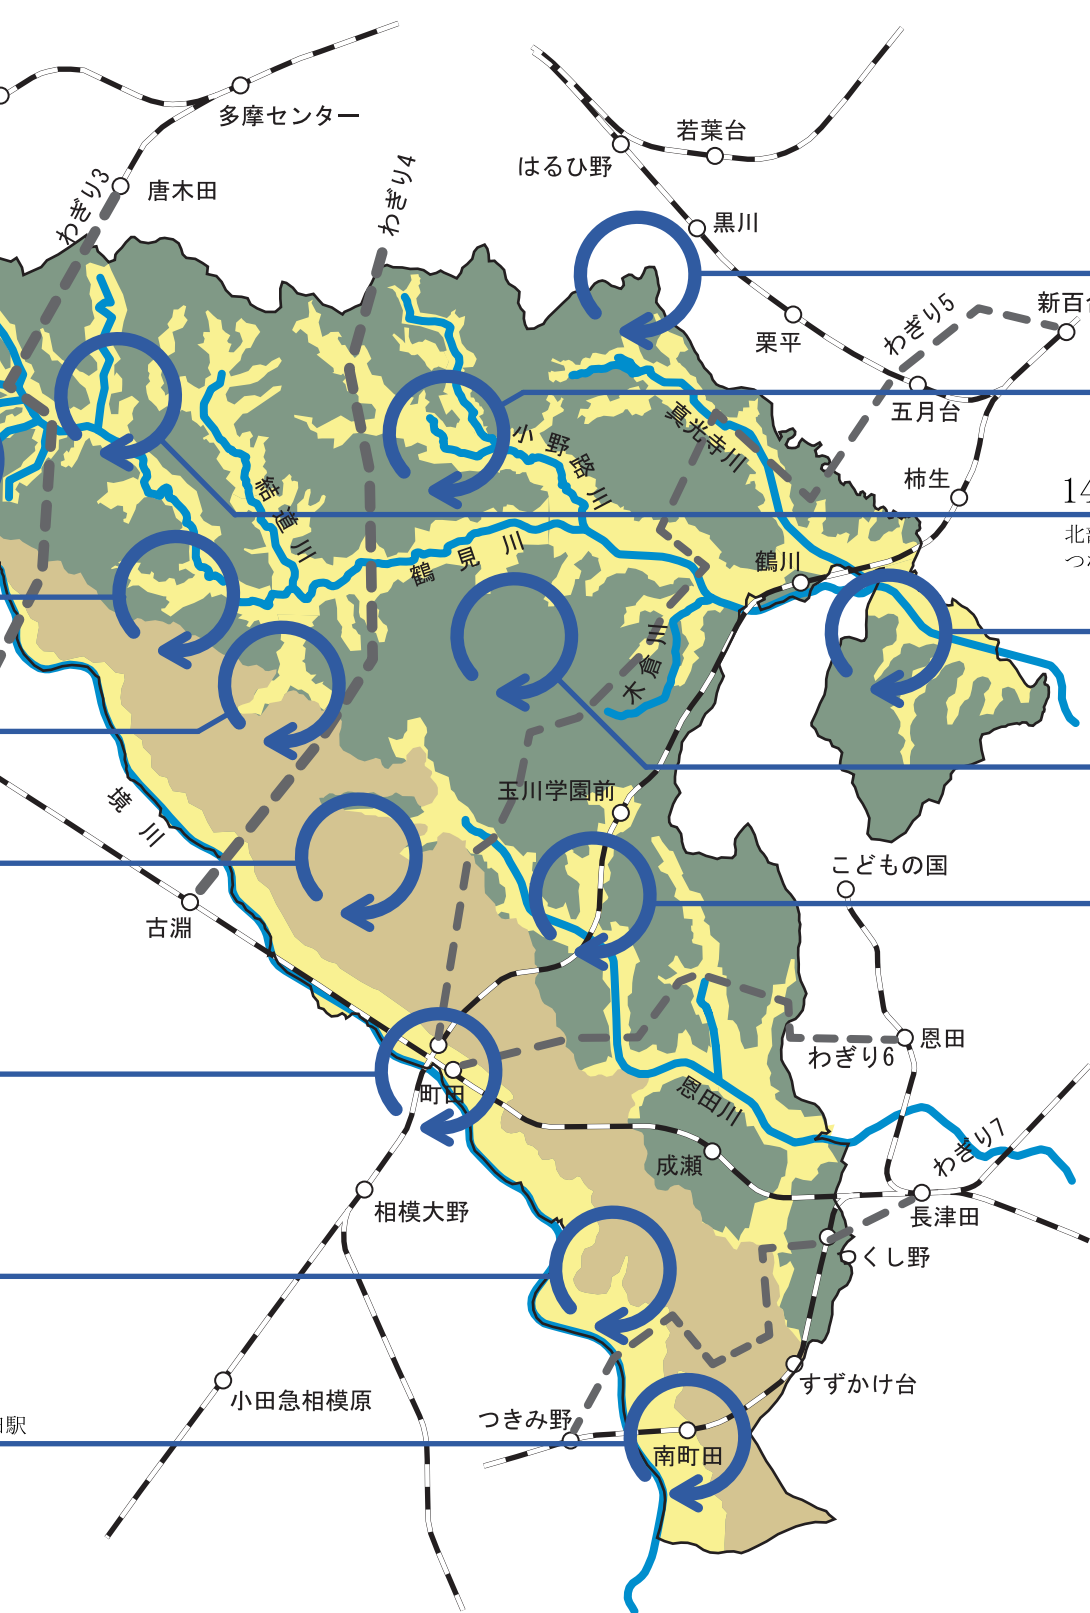 多摩センター
若葉台
はるひ野
わぎり3
唐木田
わぎり4
黒川
新百合
わぎり5
栗平
五月台
真光寺川
小野路川
柿生
14
結道川
鶴見川
鶴川
木倉川
玉川学園前
境川
こどもの国
古淵
恩田
わぎり6
町田
恩田川
わぎり7
成瀬
相模大野
長津田
つくし野
小田急相模原
すずかけ台
つきみ野
駅
南町田